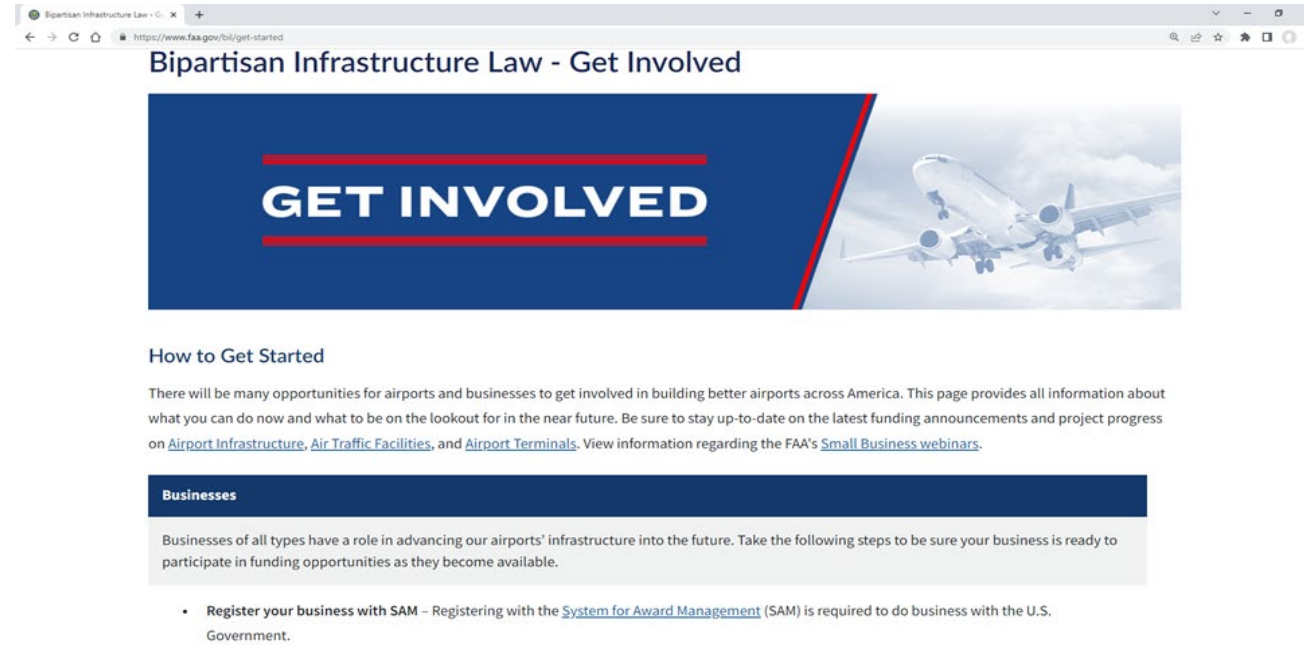 Bipartisan Infrastructure Law - G
https://www.faa.gov/bil/get-started
Bipartisan Infrastructure Law - Get Involved
GET INVOLVED
How to Get Started
There will be many opportunities for airports and businesses to get involved in building better airports across America. This page provides all information about
what you can do now and what to be on the lookout for in the near future. Be sure to stay up-to-date on the latest funding announcements and project progress
on Airport Infrastructure, Air Traffic Facilities, and Airport Terminals. View information regarding the FAA's Small Business webinars.
Businesses
Businesses of all types have a role in advancing our airports' infrastructure into the future. Take the following steps to be sure your business is ready to
participate in funding opportunities as they become available.
• Register your business with SAM – Registering with the System for Award Management (SAM) is required to do business with the U.S.
Government.